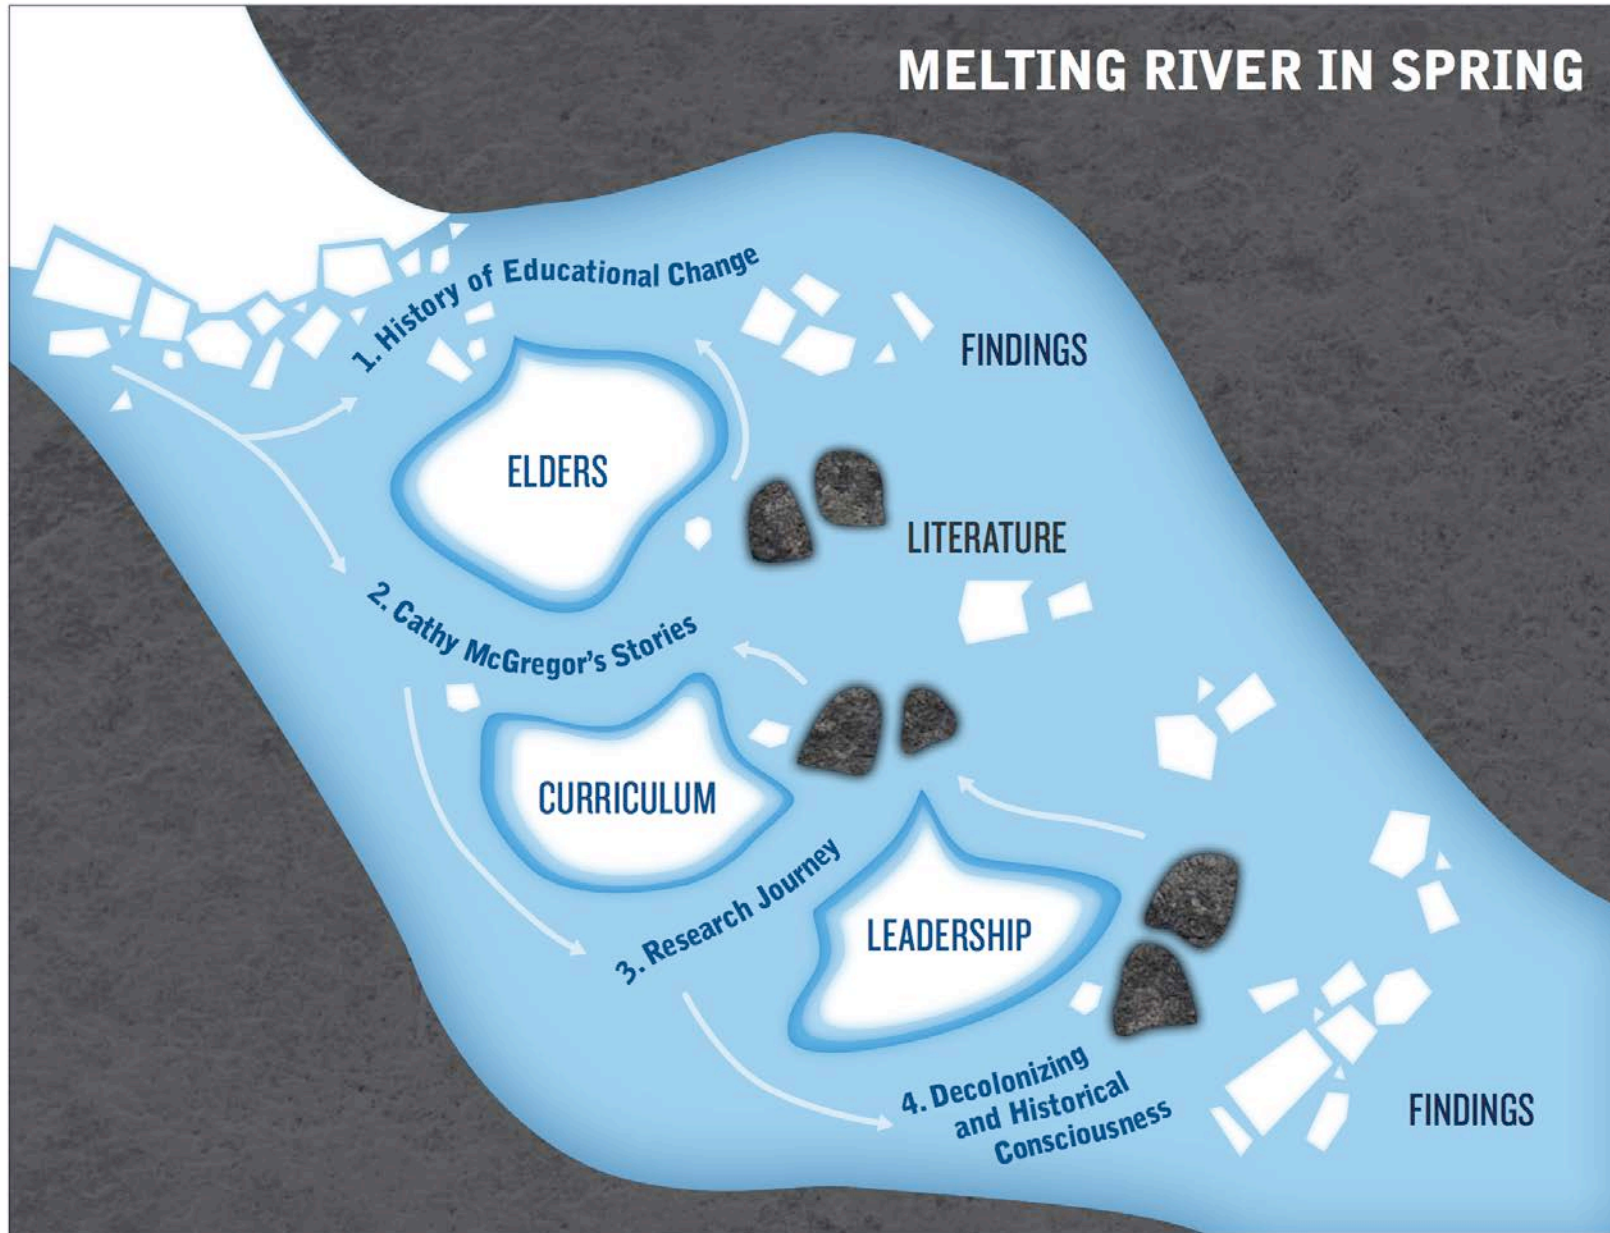 MELTING RIVER IN SPRING
1. History of Educational Change
FINDINGS
ELDERS
LITERATURE
2. Cathy McGregor's Stories
CURRICULUM
3. Research Journey
LEADERSHIP
4. Decolonizing
and Historical
Consciousness
FINDINGS